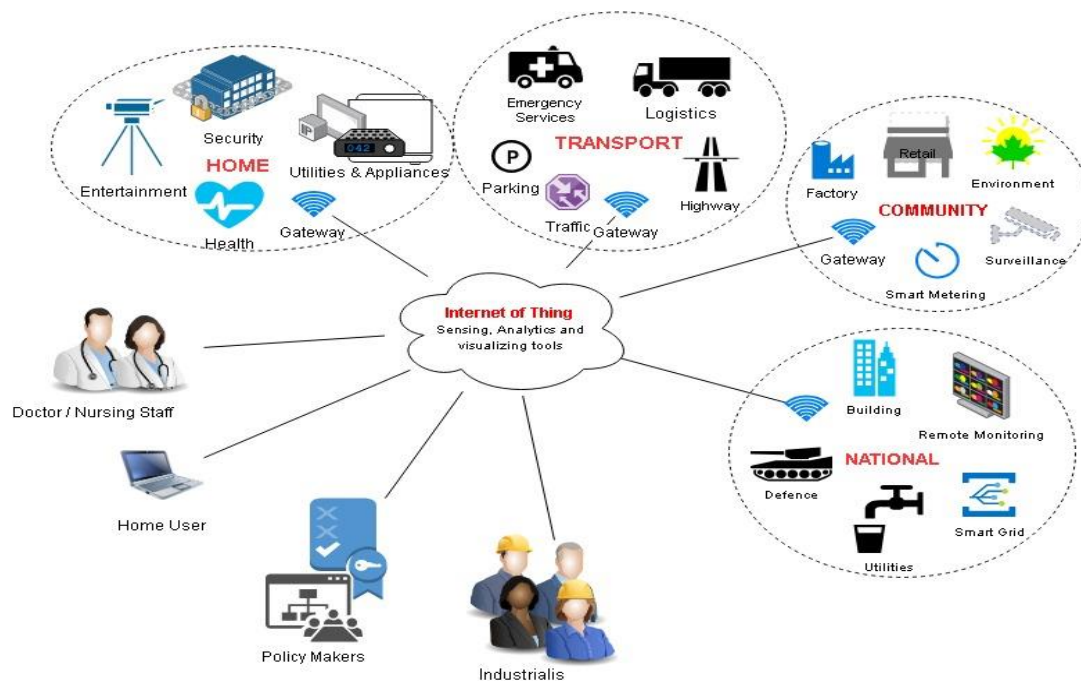 Security
HOME
Entertainment
Utilities & Appliances
Health
Gateway
IP
042
Emergency
Services
Logistics
TRANSPORT
P
Parking
Traffic
Gateway
Highway
Retail
Factory
Environment
COMMUNITY
Gateway
Surveillance
Smart Metering
Internet of Thing
Sensing, Analytics and
visualizing tools
Building
Remote Monitoring
NATIONAL
Defence
Smart Grid
Utilities
Doctor / Nursing Staff
Home User
Policy Makers
Industrialis